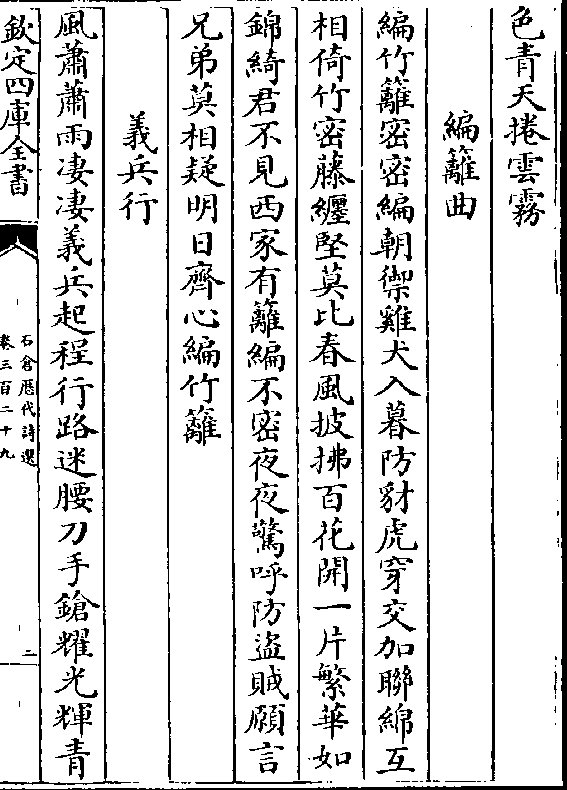 色青天捲雲霧
編籬曲
編竹籬密密編朝禦雞犬入暮防豺虎穿交加聯綿互
相倚竹密藤纏堅莫比春風披拂百花開一片繁華如
錦綺君不見西家有籬編不密夜夜驚呼防盜賊願言
兄弟莫相疑明日齊心編竹籬
義兵行
風蕭蕭雨凄凄義兵起程行路迷腰刀手鎗耀光輝青
欽定四庫全書
石倉歷代詩選
卷三百二十九
二